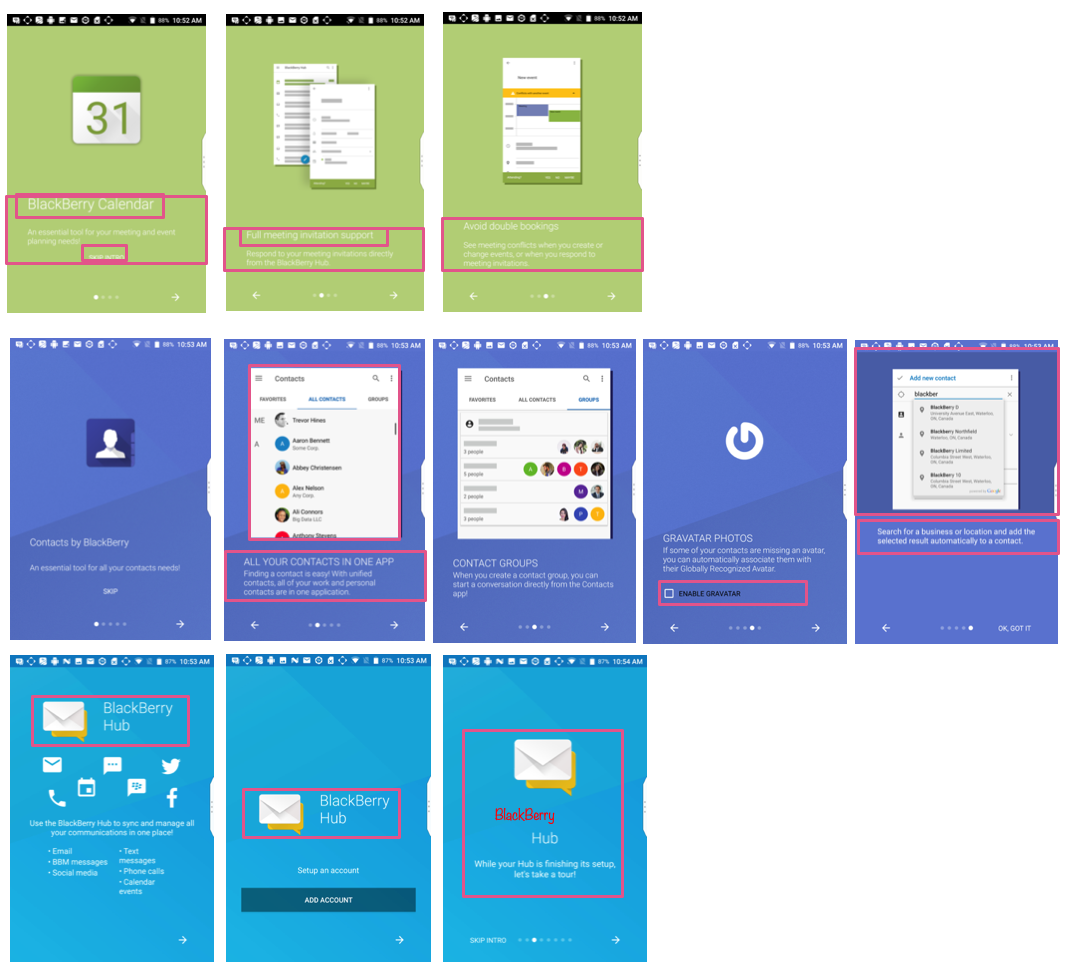 88% 10:52 AM
31
BlackBerry Calendar
An essential tool for your meeting and event
planning needs!
SKIP INTRO
88% 10:52 AM
BlackBerry Hub
Full meeting invitation support
Respond to your meeting invitations directly
from the BlackBerry Hub.
88% 10:52 AM
New event
Avoid double bookings
See meeting conflicts when you create or
change events, or when you respond to
meeting invitations.
88% 10:53 AM
Contacts by BlackBerry
An essential tool for all your contacts needs!
SKIP
88% 10:53 AM
Contacts
FAVORITES ALL CONTACTS GROUPS
ME Trevor Hines
A A Aaron Bennett
Some Corp.
Abbey Christensen
Alex Nelson
Any Corp.
Ali Connors
Big Data LLC
Anthony Stevens
ALL YOUR CONTACTS IN ONE APP
Finding a contact is easy! With unified
contacts, all of your work and personal
contacts are in one application.
88% 10:53 AM
Contacts
FAVORITES ALL CONTACTS GROUPS
3 people
A B T
5 people
M
2 people
P Y
3 people
CONTACT GROUPS
When you create a contact group, you can
start a conversation directly from the Contacts
app!
88% 10:53 AM
GRAVATAR PHOTOS
If some of your contacts are missing an avatar,
you can automatically associate them with
their Globally Recognized Avatar.
ENABLE GRAVATAR
88% 10:53 AM
Add new contact
blackber
BlackBerry D
University Avenue East, Waterloo,
ON, Canada
Blackberry Northfield
Waterloo, ON, Canada
BlackBerry Limited
Columbia Street West, Waterloo,
ON, Canada
BlackBerry 10
Columbia Street West, Waterloo,
ON, Canada
powered by Google
Search for a business or location and add the
selected result automatically to a contact.
OK, GOT IT
87% 10:53 AM
BlackBerry
Hub
Use the BlackBerry Hub to sync and manage all
your communications in one place!
• Email
• BBM messages
• Social media
• Text
messages
• Phone calls
• Calendar
events
87% 10:53 AM
BlackBerry
Hub
Setup an account
ADD ACCOUNT
87% 10:54 AM
BlackBerry
Hub
While your Hub is finishing its setup,
let's take a tour!
SKIP INTRO